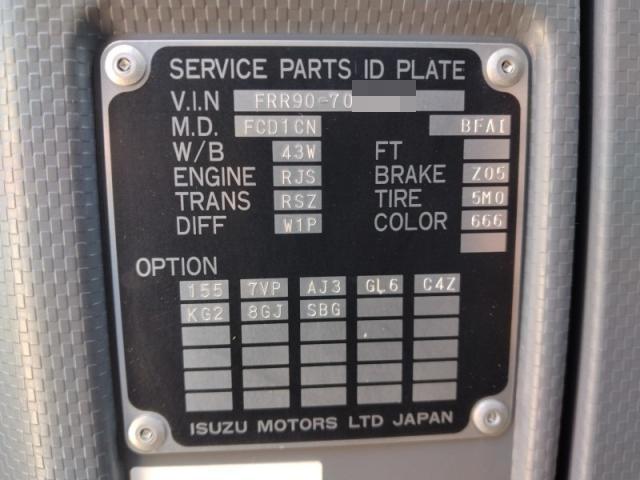 SERVICE PARTS ID PLATE
V.I.N FRR90-70
M.D. FCD1CN BFAI
W/B 43W FT
ENGINE RJS BRAKE Z05
TRANS RSZ TIRE 5M0
DIFF W1P COLOR 666
OPTION
155 7VP AJ3 GL6 C4Z
KG2 8GJ SBG
ISUZU MOTORS LTD JAPAN